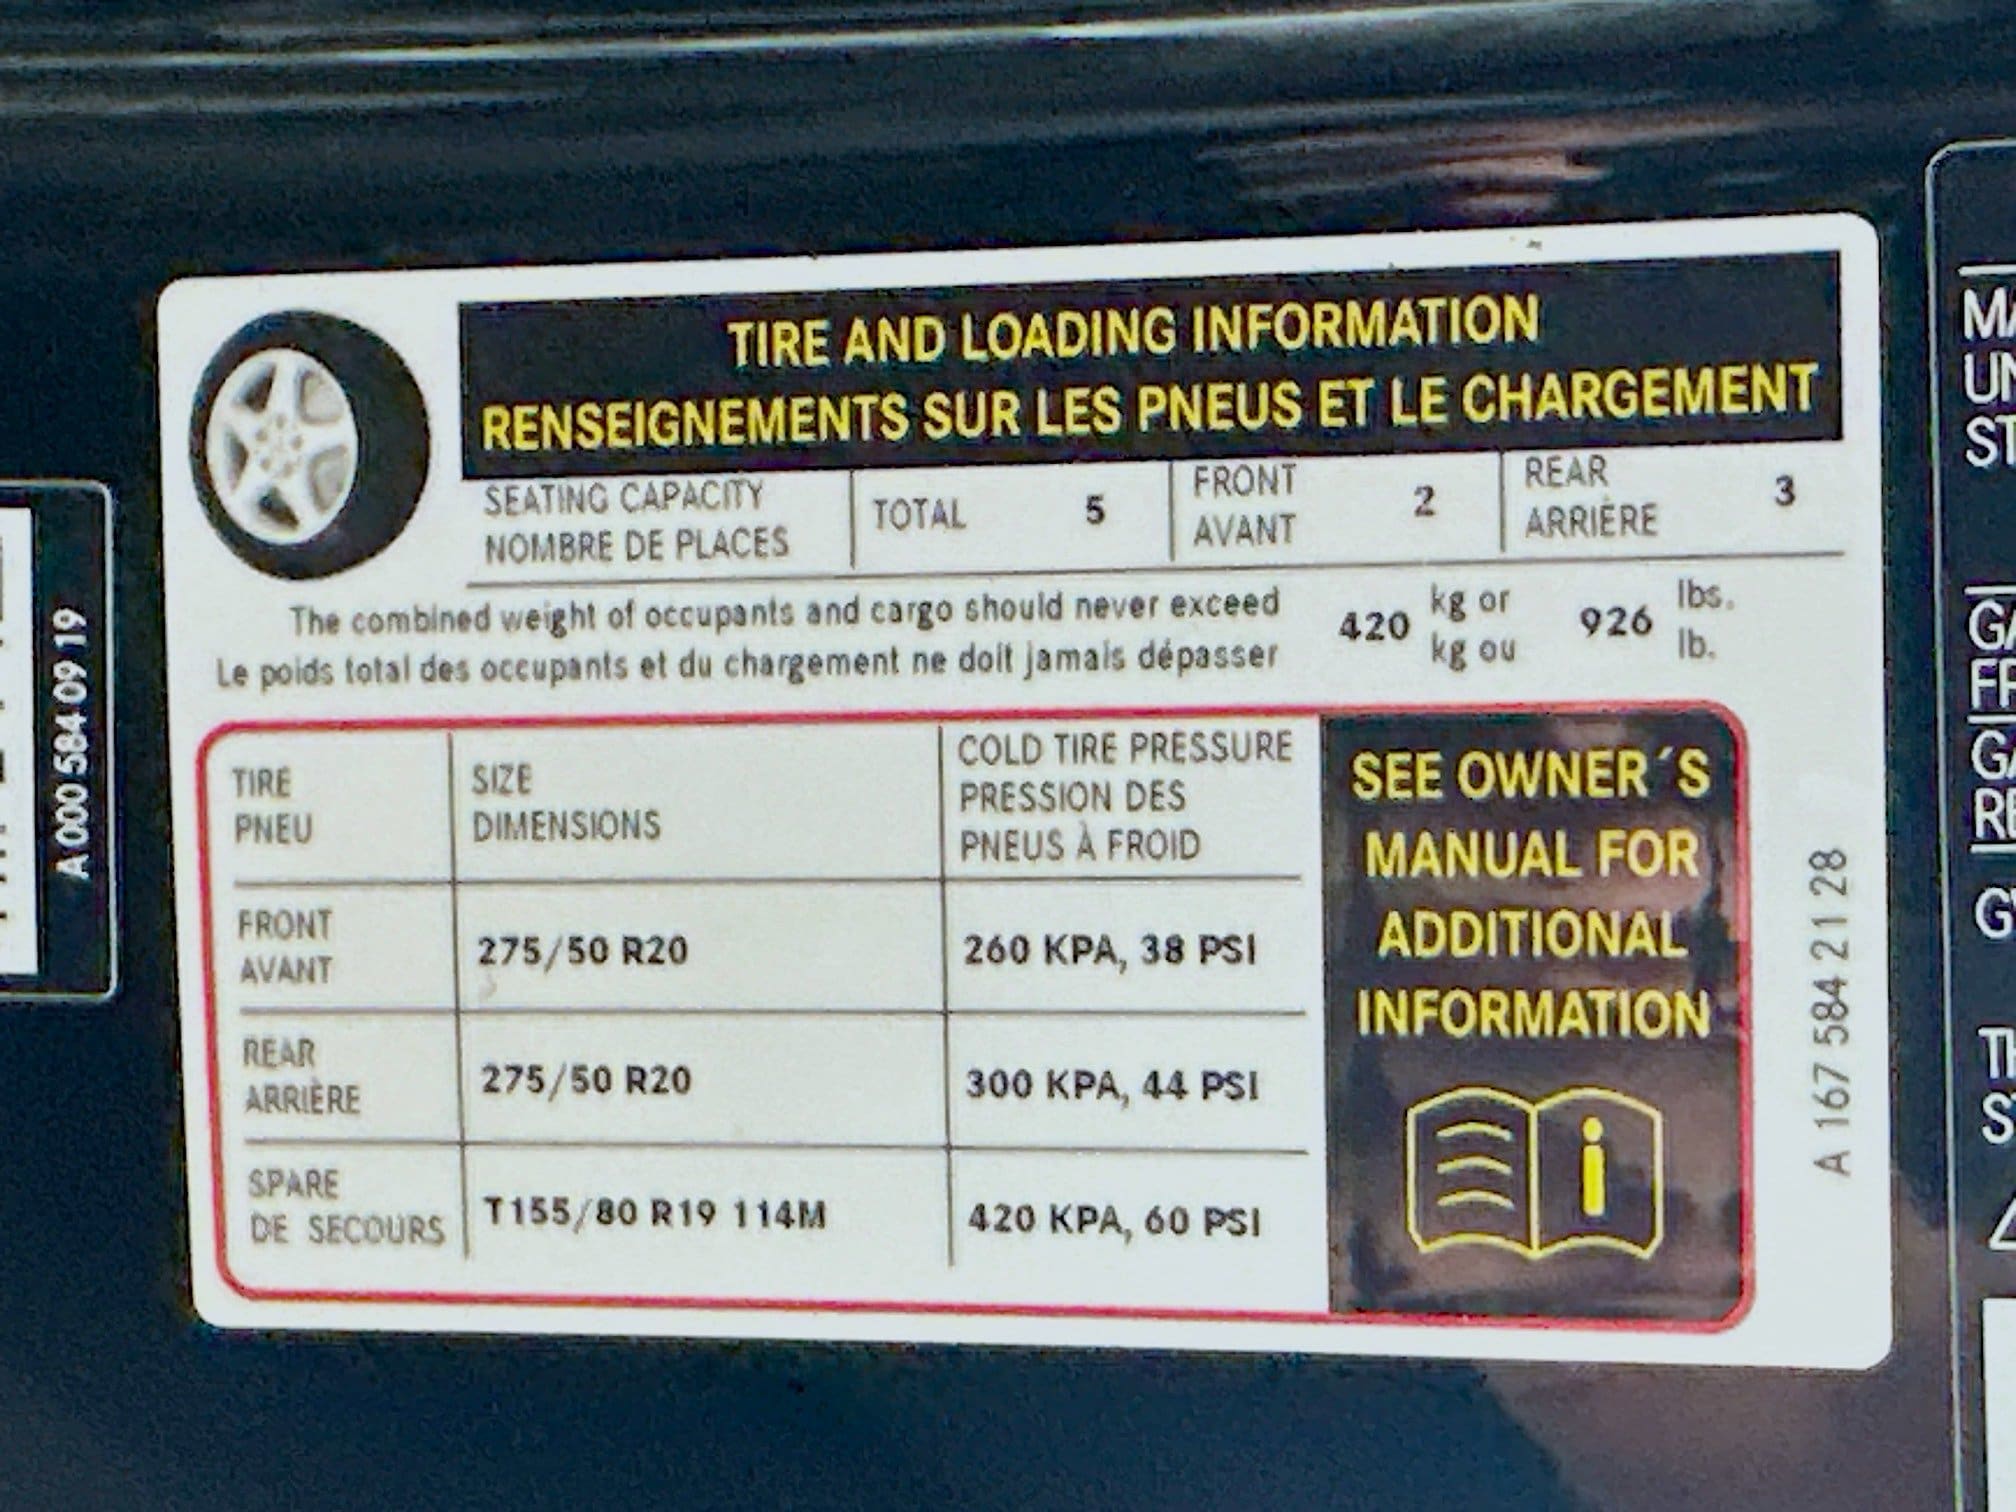 TIRE AND LOADING INFORMATION
RENSEIGNEMENTS SUR LES PNEUS ET LE CHARGEMENT
SEATING CAPACITY
NOMBRE DE PLACES
TOTAL 5
FRONT
AVANT
2
REAR
ARRIÈRE
3
The combined weight of occupants and cargo should never exceed
Le poids total des occupants et du chargement ne doit jamais dépasser
420
kg or
kg ou
926
lbs.
lb.
TIRE
PNEU
SIZE
DIMENSIONS
COLD TIRE PRESSURE
PRESSION DES
PNEUS À FROID
FRONT
AVANT
275/50 R20
260 KPA, 38 PSI
REAR
ARRIÈRE
275/50 R20
300 KPA, 44 PSI
SPARE
DE SECOURS
T155/80 R19 114M
420 KPA, 60 PSI
SEE OWNER´S
MANUAL FOR
ADDITIONAL
INFORMATION
A 167 584 21 28
A 000 584 09 19